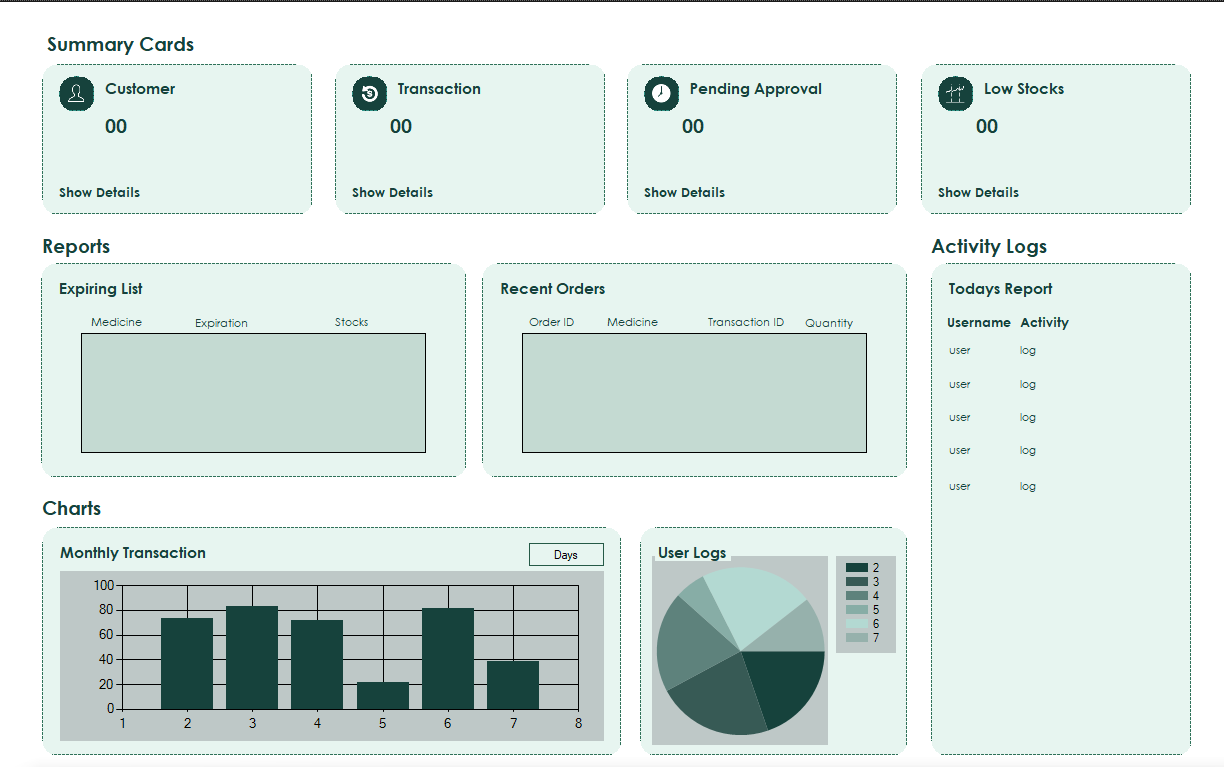 Summary Cards
Customer
00
Show Details
Transaction
00
Show Details
Pending Approval
00
Show Details
Low Stocks
00
Show Details
Reports
Expiring List
Medicine Expiration Stocks
Recent Orders
Order ID Medicine Transaction ID Quantity
Activity Logs
Todays Report
Username Activity
user log
user log
user log
user log
user log
Charts
Monthly Transaction
Days
100
80
60
40
20
0
1 2 3 4 5 6 7 8
User Logs
2
3
4
5
6
7